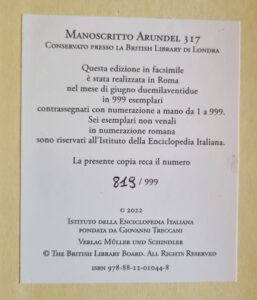 Manoscritto Arundel 317
Conservato presso la British Library di Londra
Questa edizione in facsimile
è stata realizzata in Roma
nel mese di giugno duemilaventidue
in 999 esemplari
contrassegnati con numerazione a mano da 1 a 999.
Sei esemplari non venali
in numerazione romana
sono riservati all'Istituto della Enciclopedia Italiana.
La presente copia reca il numero
819 / 999
© 2022
Istituto della Enciclopedia Italiana
fondata da Giovanni Treccani
Verlag Müller und Schindler
© The British Library Board. All Rights Reserved
ISBN 978-88-12-01044-8